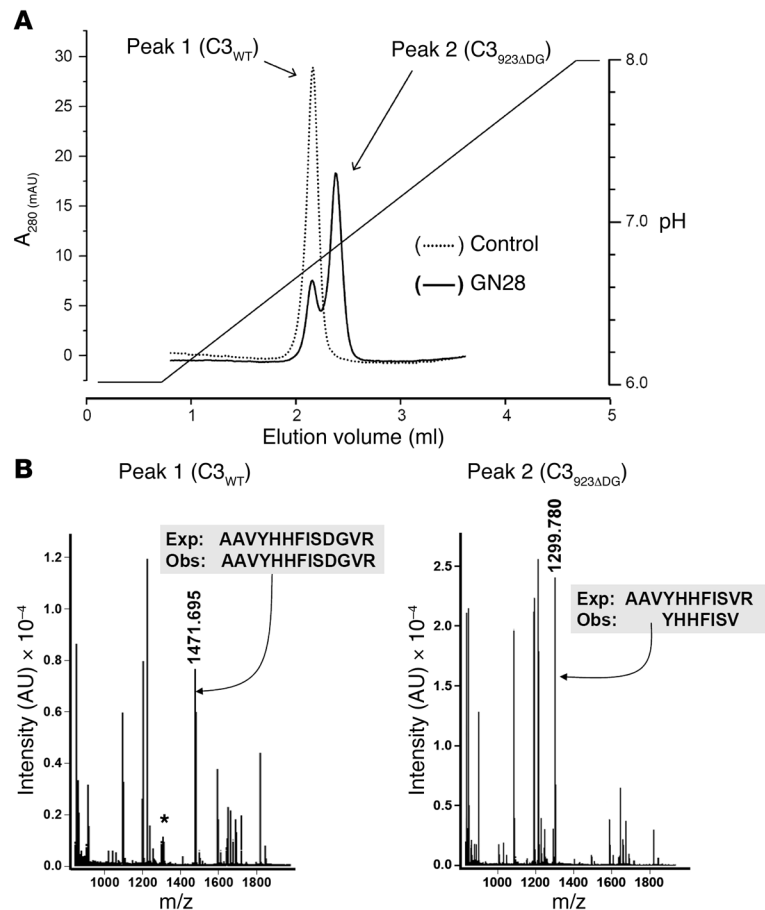 A
Peak 1 (C3WT)
Peak 2 (C3923ΔDG)
30
25
20
15
10
5
0
A280 (mAU)
8.0
7.0
6.0
pH
(........) Control
(—) GN28
0 1 2 3 4 5
Elution volume (ml)
B
Peak 1 (C3WT)
Peak 2 (C3923ΔDG)
Exp: AAVYHHFISDGVR
Obs: AAVYHHFISDGVR
1471.695
*
1.2
1.0
0.8
0.6
0.4
0.2
0.0
Intensity (AU) × 10⁻⁴
1000 1200 1400 1600 1800
m/z
1299.780
Exp: AAVYHHFISVR
Obs: YHHFISV
2.5
2.0
1.5
1.0
0.5
0.0
Intensity (AU) × 10⁻⁴
1000 1200 1400 1600 1800
m/z